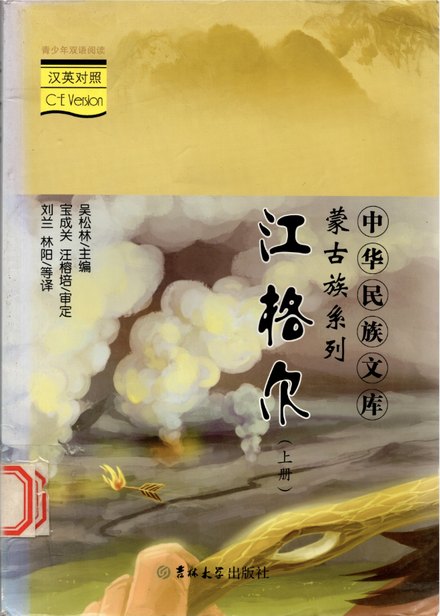 青少年双语阅读
汉英对照
C-E Version
中华民族文库
蒙古族系列
江格尔
(上册)
吴松林/主编
宝成关 汪榕培/审定
刘兰 林阳/等译
吉林大学出版社